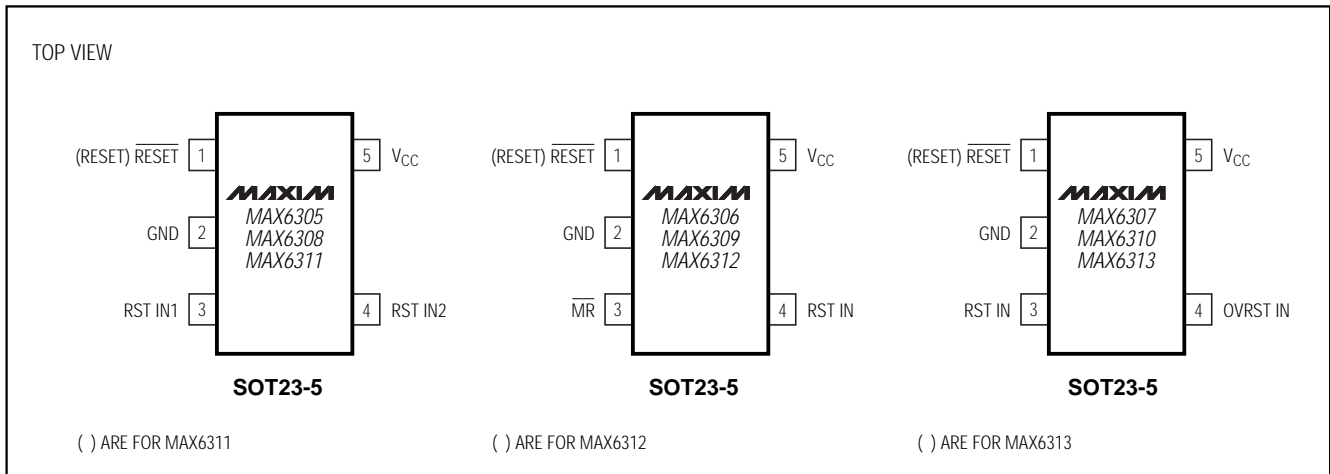 TOP VIEW
(RESET) RESET 1
5 VCC
MAXIM
MAX6305
MAX6308
MAX6311
GND 2
RST IN1 3
4 RST IN2
SOT23-5
( ) ARE FOR MAX6311
(RESET) RESET 1
5 VCC
MAXIM
MAX6306
MAX6309
MAX6312
GND 2
MR 3
4 RST IN
SOT23-5
( ) ARE FOR MAX6312
(RESET) RESET 1
5 VCC
MAXIM
MAX6307
MAX6310
MAX6313
GND 2
RST IN 3
4 OVRST IN
SOT23-5
( ) ARE FOR MAX6313